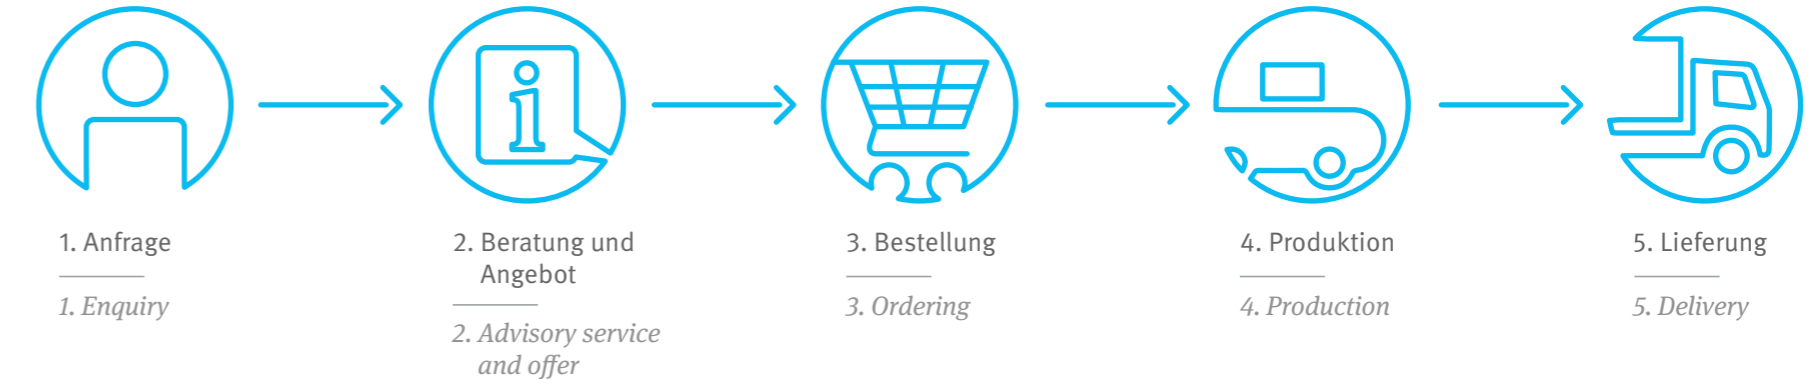 1. Anfrage
1. Enquiry
2. Beratung und
Angebot
2. Advisory service
and offer
3. Bestellung
3. Ordering
4. Produktion
4. Production
5. Lieferung
5. Delivery